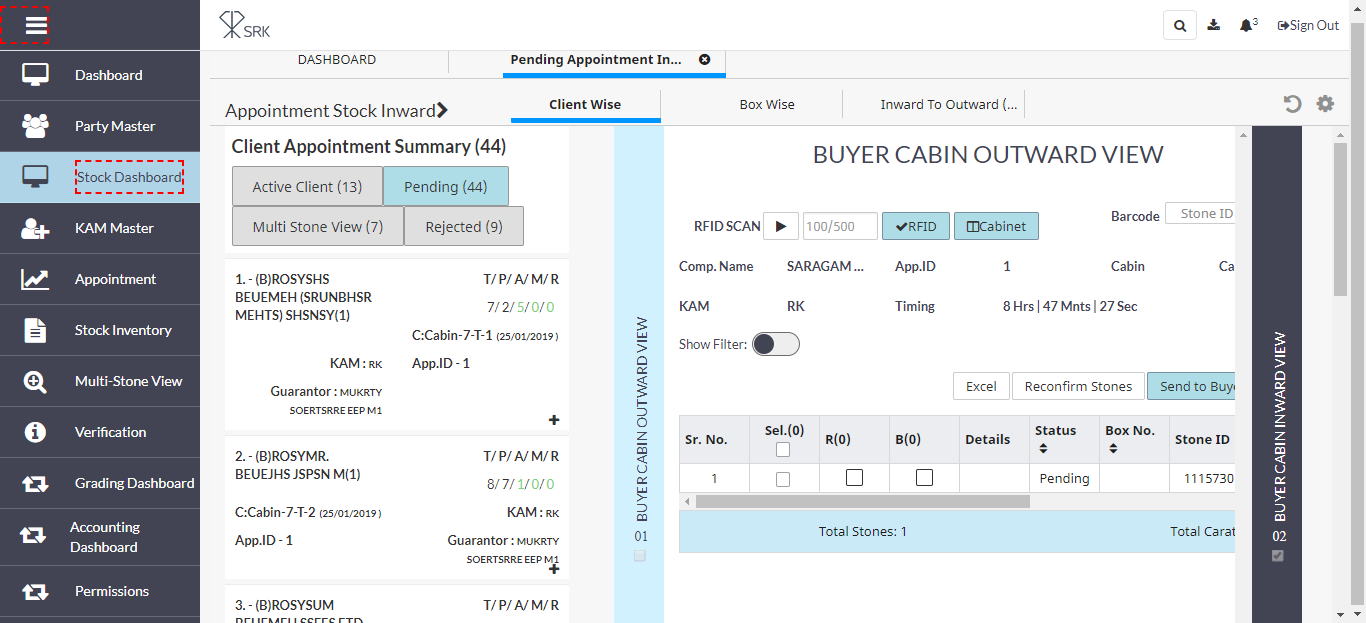 SRK
3
Sign Out
Dashboard
Party Master
Stock Dashboard
KAM Master
Appointment
Stock Inventory
Multi-Stone View
Verification
Grading Dashboard
Accounting
Dashboard
Permissions
DASHBOARD
Pending Appointment In...
Appointment Stock Inward
Client Wise
Box Wise
Inward To Outward (...
Client Appointment Summary (44)
Active Client (13)
Pending (44)
Multi Stone View (7)
Rejected (9)
1. - (B)ROSYSHS
BEUEMEH (SRUNBHSR
MEHTS) SHSNSY(1)
T/ P/ A/ M/ R
7/ 2/ 5/ 0/ 0
C:Cabin-7-T-1 (25/01/2019 )
KAM : RK
App.ID - 1
Guarantor : MUKRTY
SOERTSRRE EEP M1
2. - (B)ROSYMR.
BEUEJHS JSPSN M(1)
T/ P/ A/ M/ R
8/ 7/ 1/ 0/ 0
C:Cabin-7-T-2 (25/01/2019 )
KAM : RK
App.ID - 1
Guarantor : MUKRTY
SOERTSRRE EEP M1
3. - (B)ROSYSUM
T/ P/ A/ M/ R
BUYER CABIN OUTWARD VIEW
01
BUYER CABIN OUTWARD VIEW
RFID SCAN
100/500
RFID
Cabinet
Barcode
Stone ID
Comp. Name
SARAGAM ...
App.ID
1
Cabin
Ca
KAM
RK
Timing
8 Hrs | 47 Mnts | 27 Sec
Show Filter:
Excel
Reconfirm Stones
Send to Buye
Sr. No.
Sel.(0)
R(0)
B(0)
Details
Status
Box No.
Stone ID
1
Pending
1115730
Total Stones: 1
Total Carat
BUYER CABIN INWARD VIEW
02